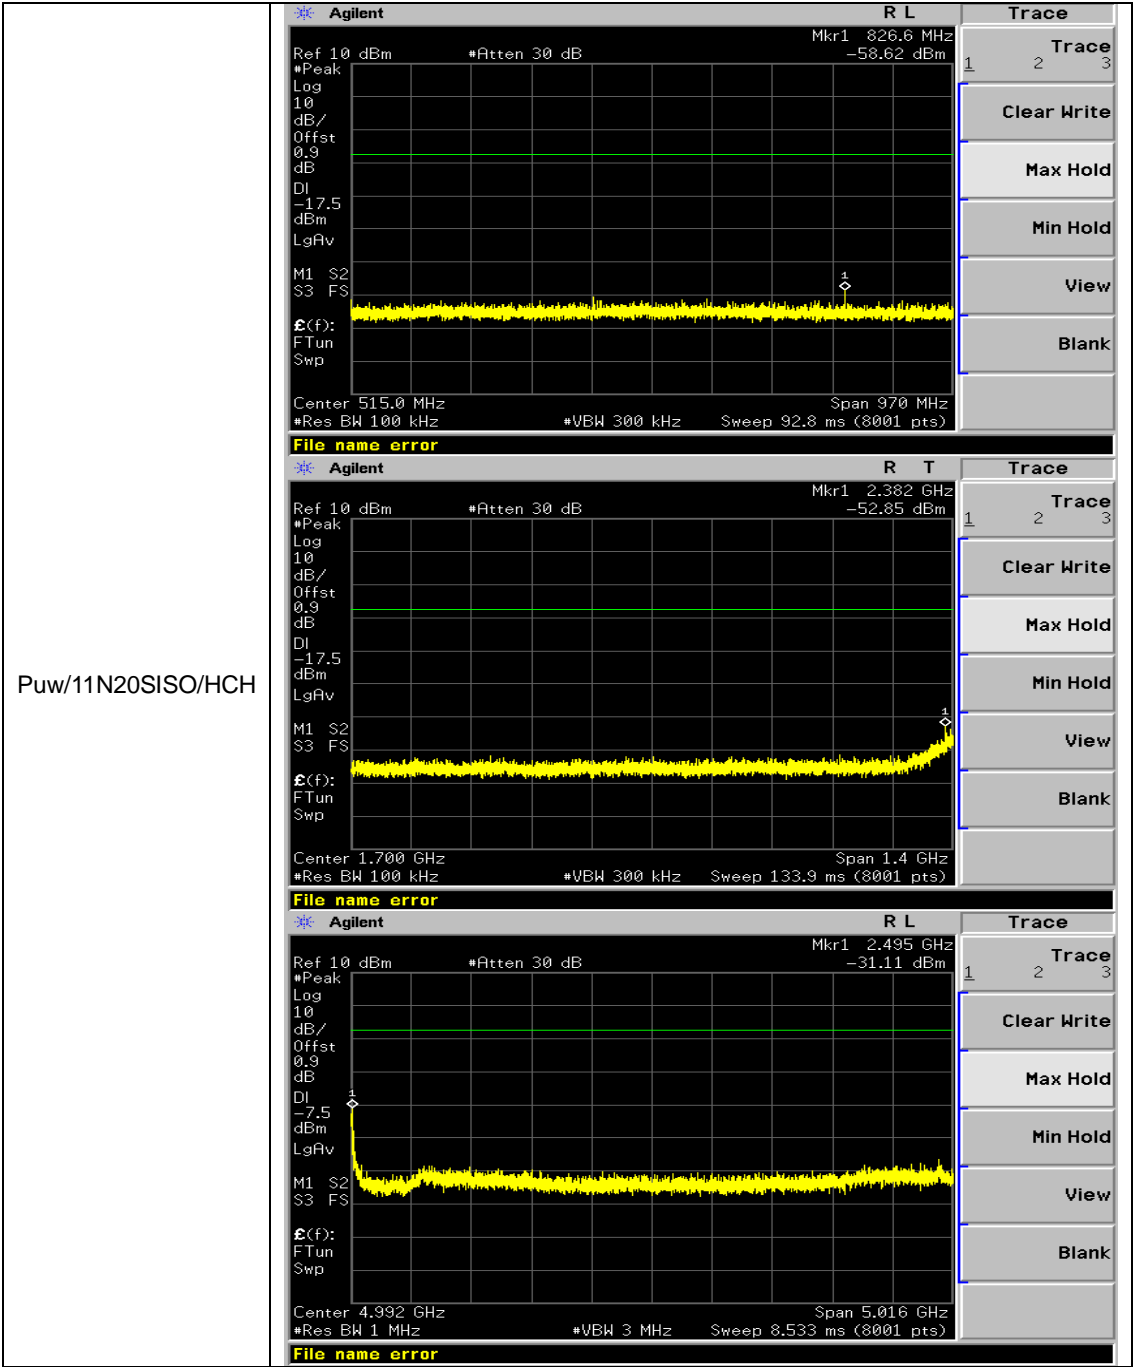 Puw/11N20SISO/HCH
Agilent R L Trace
Mkr1 826.6 MHz
Ref 10 dBm #Atten 30 dB -58.62 dBm
#Peak
Log
10
dB/
Offst
0.9
dB
DI
-17.5
dBm
LgAv
M1 S2
S3 FS
£(f):
FTun
Swp
1
Center 515.0 MHz Span 970 MHz
#Res BW 100 kHz #VBW 300 kHz Sweep 92.8 ms (8001 pts)
File name error
Trace
1 2 3
Clear Write
Max Hold
Min Hold
View
Blank
Agilent R T Trace
Mkr1 2.382 GHz
Ref 10 dBm #Atten 30 dB -52.85 dBm
#Peak
Log
10
dB/
Offst
0.9
dB
DI
-17.5
dBm
LgAv
M1 S2
S3 FS
£(f):
FTun
Swp
1
Center 1.700 GHz Span 1.4 GHz
#Res BW 100 kHz #VBW 300 kHz Sweep 133.9 ms (8001 pts)
File name error
Trace
1 2 3
Clear Write
Max Hold
Min Hold
View
Blank
Agilent R L Trace
Mkr1 2.495 GHz
Ref 10 dBm #Atten 30 dB -31.11 dBm
#Peak
Log
10
dB/
Offst
0.9
dB
DI
-7.5
dBm
LgAv
M1 S2
S3 FS
£(f):
FTun
Swp
1
Center 4.992 GHz Span 5.016 GHz
#Res BW 1 MHz #VBW 3 MHz Sweep 8.533 ms (8001 pts)
File name error
Trace
1 2 3
Clear Write
Max Hold
Min Hold
View
Blank